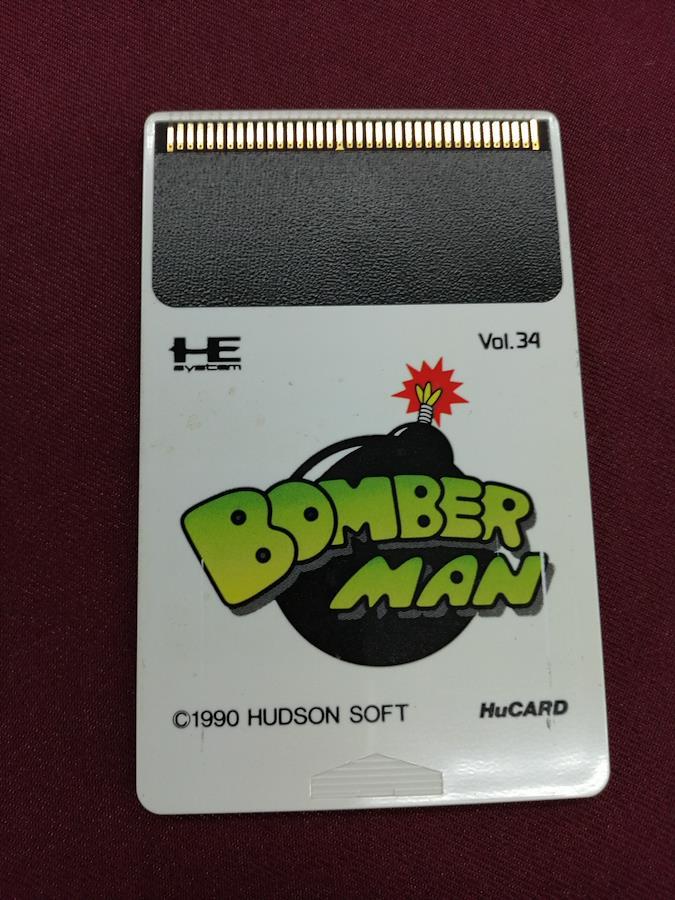 HE
system
Vol.34
BOMBER
MAN
©1990 HUDSON SOFT
HuCARD